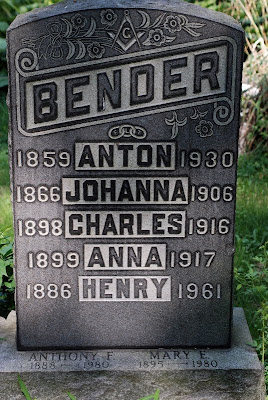 G
BENDER
1859 ANTON 1930
1866 JOHANNA 1906
1898 CHARLES 1916
1899 ANNA 1917
1886 HENRY 1961
ANTHONY F. MARY E.
1888 — 1980 1895 — 1980